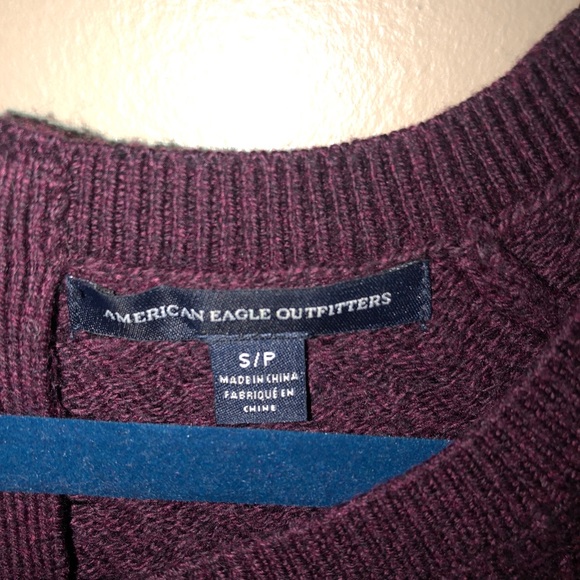 AMERICAN EAGLE OUTFITTERS
S/P
MADE IN CHINA
FABRIQUÉ EN
CHINE